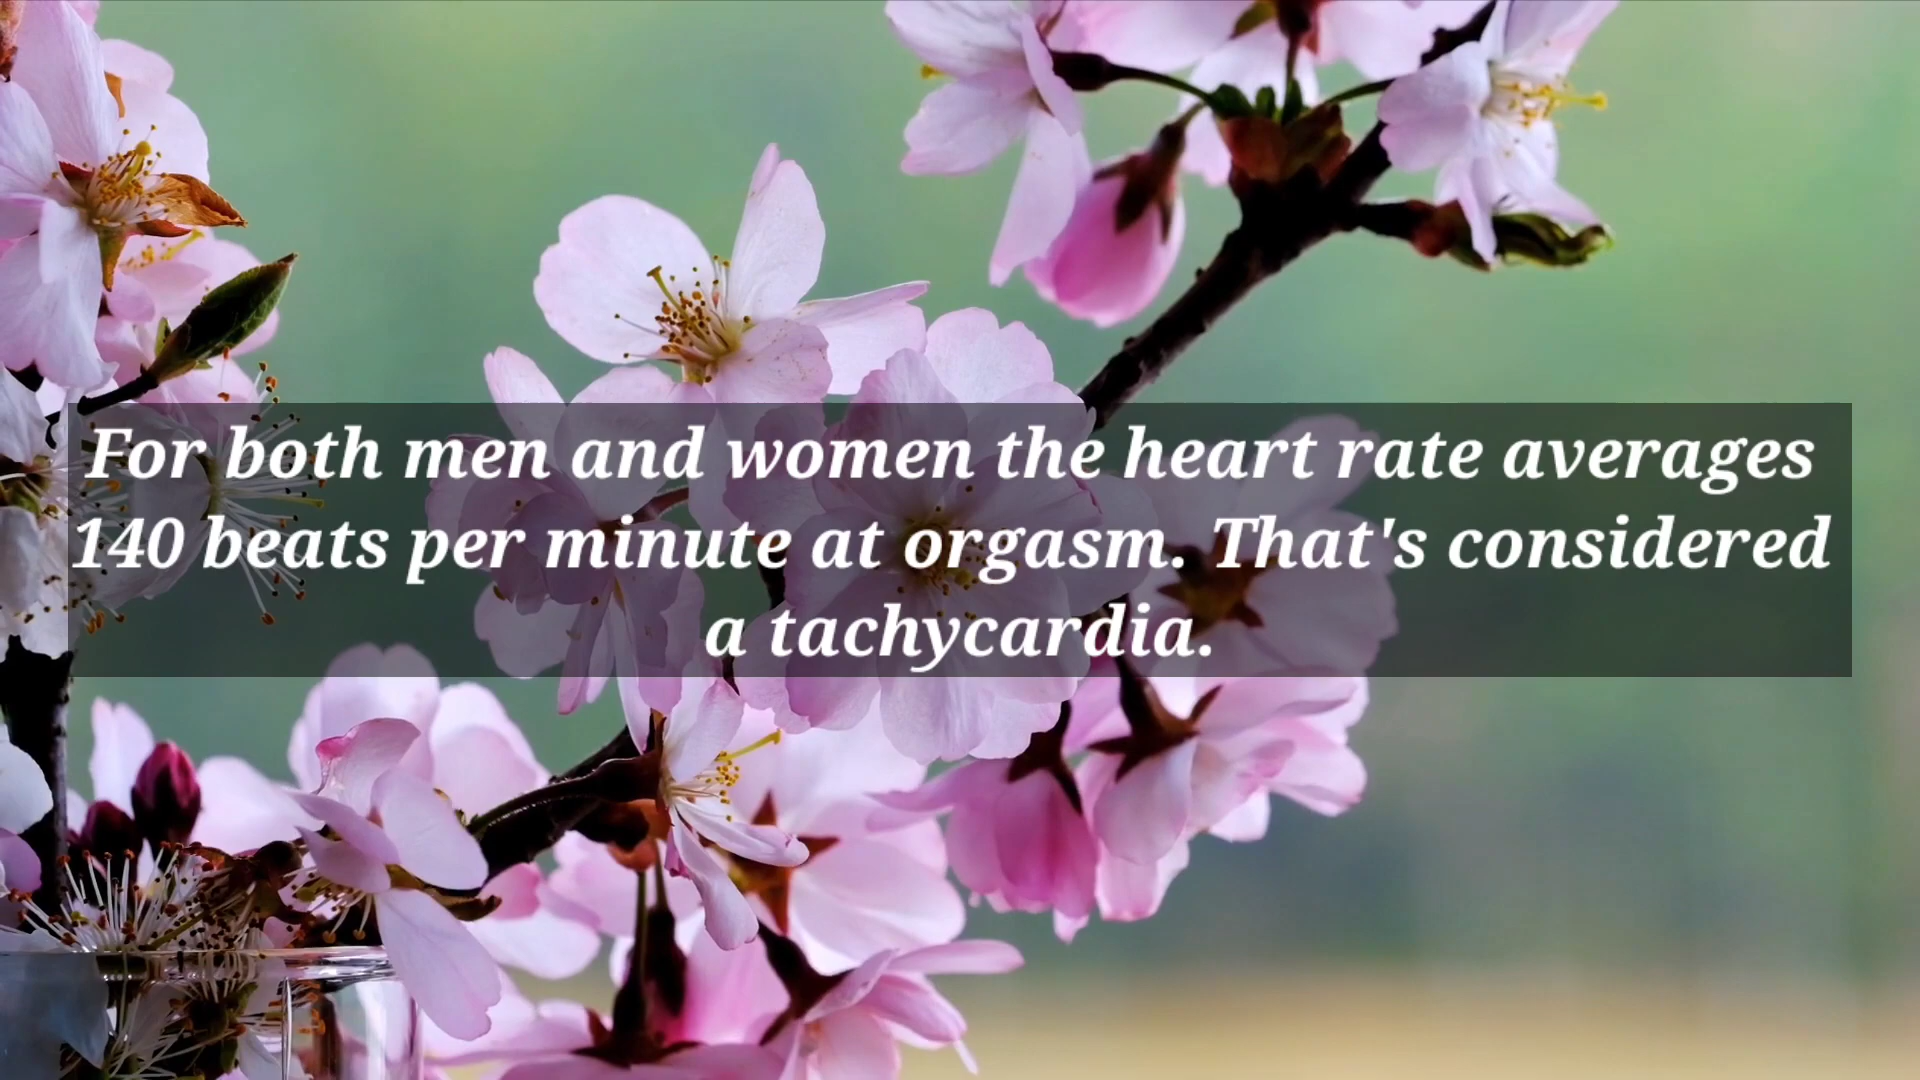 For both men and women the heart rate averages
140 beats per minute at orgasm. That's considered
a tachycardia.